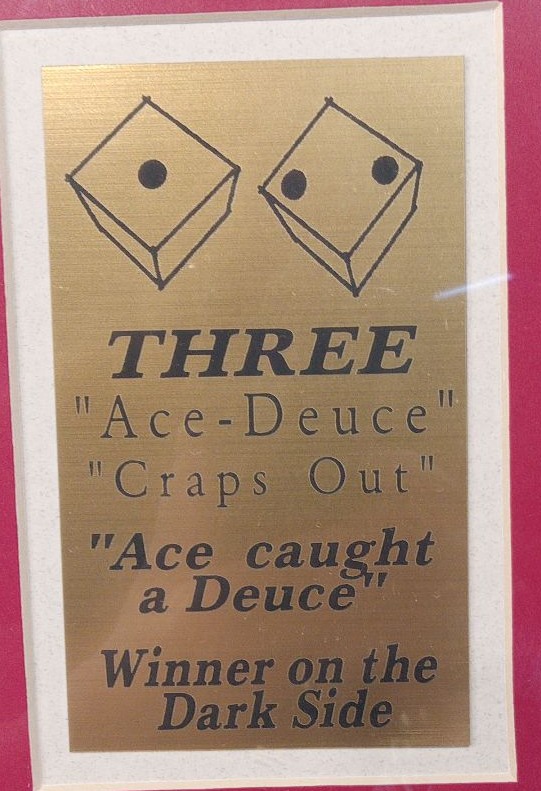 THREE
"Ace-Deuce"
"Craps Out"
"Ace caught
a Deuce"
Winner on the
Dark Side